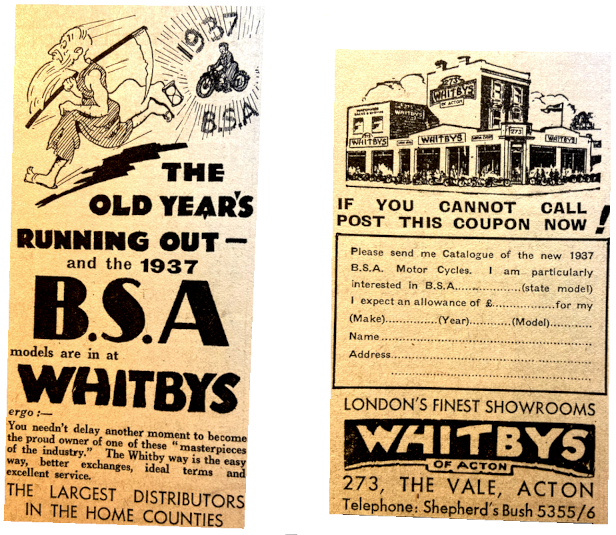 1937
B.S.A
THE
OLD YEAR'S
RUNNING OUT—
and the 1937
B.S.A
models are in at
WHITBYS
ergo :—
You needn't delay another moment to become
the proud owner of one of these "masterpieces
of the industry." The Whitby way is the easy
way, better exchanges, ideal terms and
excellent service.
THE LARGEST DISTRIBUTORS
IN THE HOME COUNTIES
273
WHITBYS
OF ACTON
WHITBYS
WHITBYS
273
WHITBYS
IF YOU CANNOT CALL
POST THIS COUPON NOW !
Please send me Catalogue of the new 1937
B.S.A. Motor Cycles. I am particularly
interested in B.S.A...............(state model)
I expect an allowance of £.................for my
(Make).............(Year)..........(Model)..........
Name....................................................
Address.................................................
.................................................
LONDON'S FINEST SHOWROOMS
WHITBYS
OF ACTON
273, THE VALE, ACTON
Telephone: Shepherd's Bush 5355/6